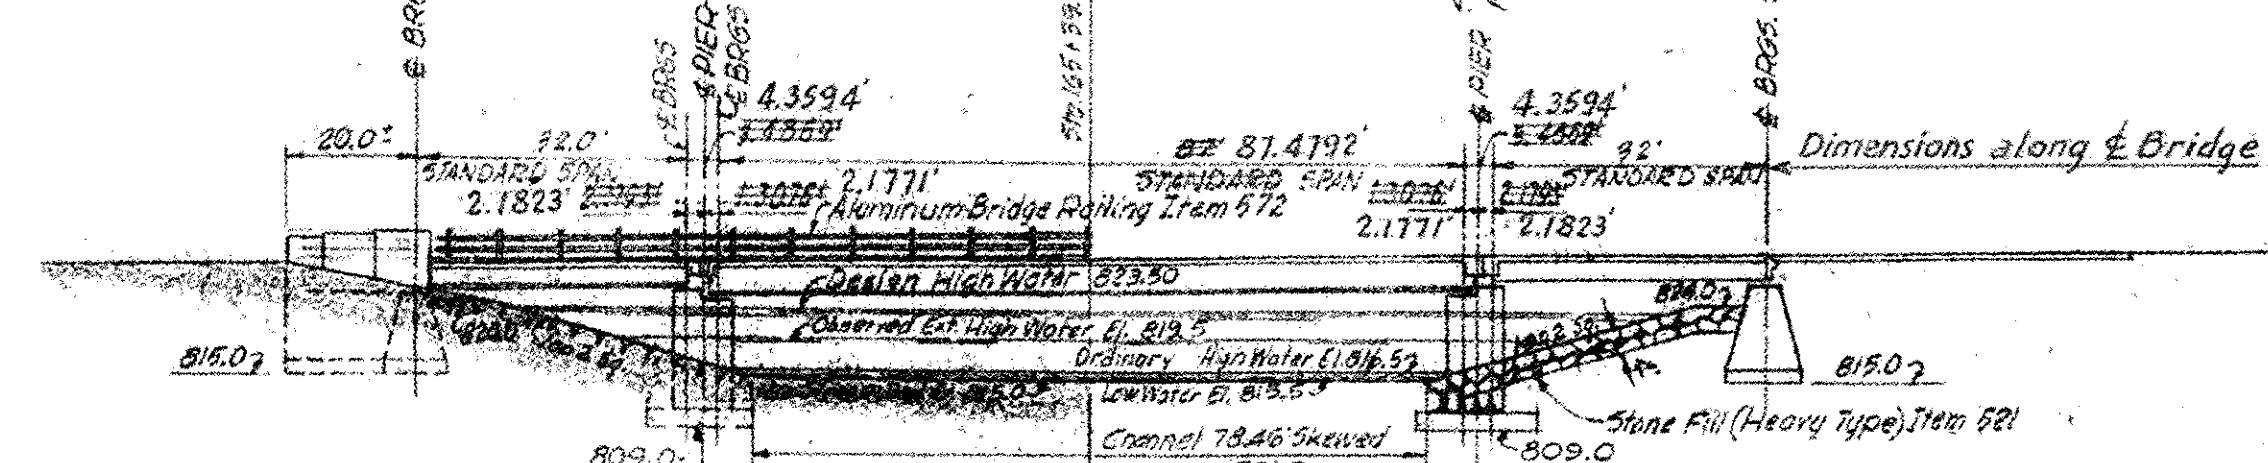 ℄ BRGS
℄ PIER
℄ BRGS
℄ PIER
℄ BRGS.
4.3594'
4.3594'
20.0'±
32.0'
87.4792'
32'
Dimensions along ℄ Bridge
STANDARD SPAN
STANDARD SPAN
STANDARD SPAN
2.1823'
2.1771'
Aluminum Bridge Railing Item 572
2.1771'
2.1823'
Design High Water 823.50
Observed Ext. High Water El. 819.5
Ordinary High Water El. 816.5
Low Water El. 813.5
815.0
815.0
Stone Fill (Heavy Type) Item 521
Channel 78.46' Skewed
809.0
809.0